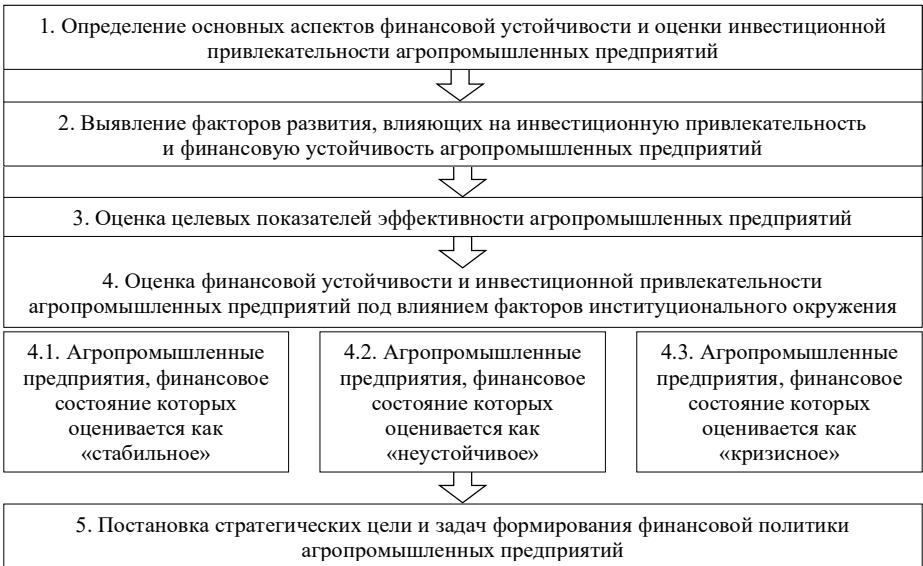 1. Определение основных аспектов финансовой устойчивости и оценки инвестиционной
привлекательности агропромышленных предприятий
2. Выявление факторов развития, влияющих на инвестиционную привлекательность
и финансовую устойчивость агропромышленных предприятий
3. Оценка целевых показателей эффективности агропромышленных предприятий
4. Оценка финансовой устойчивости и инвестиционной привлекательности
агропромышленных предприятий под влиянием факторов институционального окружения
4.1. Агропромышленные
предприятия, финансовое
состояние которых
оценивается как
«стабильное»
4.2. Агропромышленные
предприятия, финансовое
состояние которых
оценивается как
«неустойчивое»
4.3. Агропромышленные
предприятия, финансовое
состояние которых
оценивается как
«кризисное»
5. Постановка стратегических цели и задач формирования финансовой политики
агропромышленных предприятий